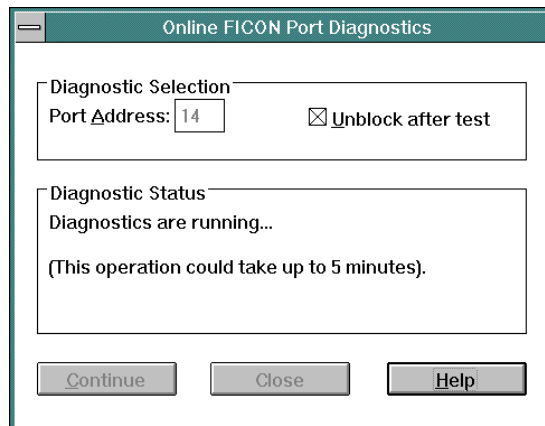 Online FICON Port Diagnostics
Diagnostic Selection
Port Address: 14
Unblock after test
Diagnostic Status
Diagnostics are running...
(This operation could take up to 5 minutes).
Continue
Close
Help